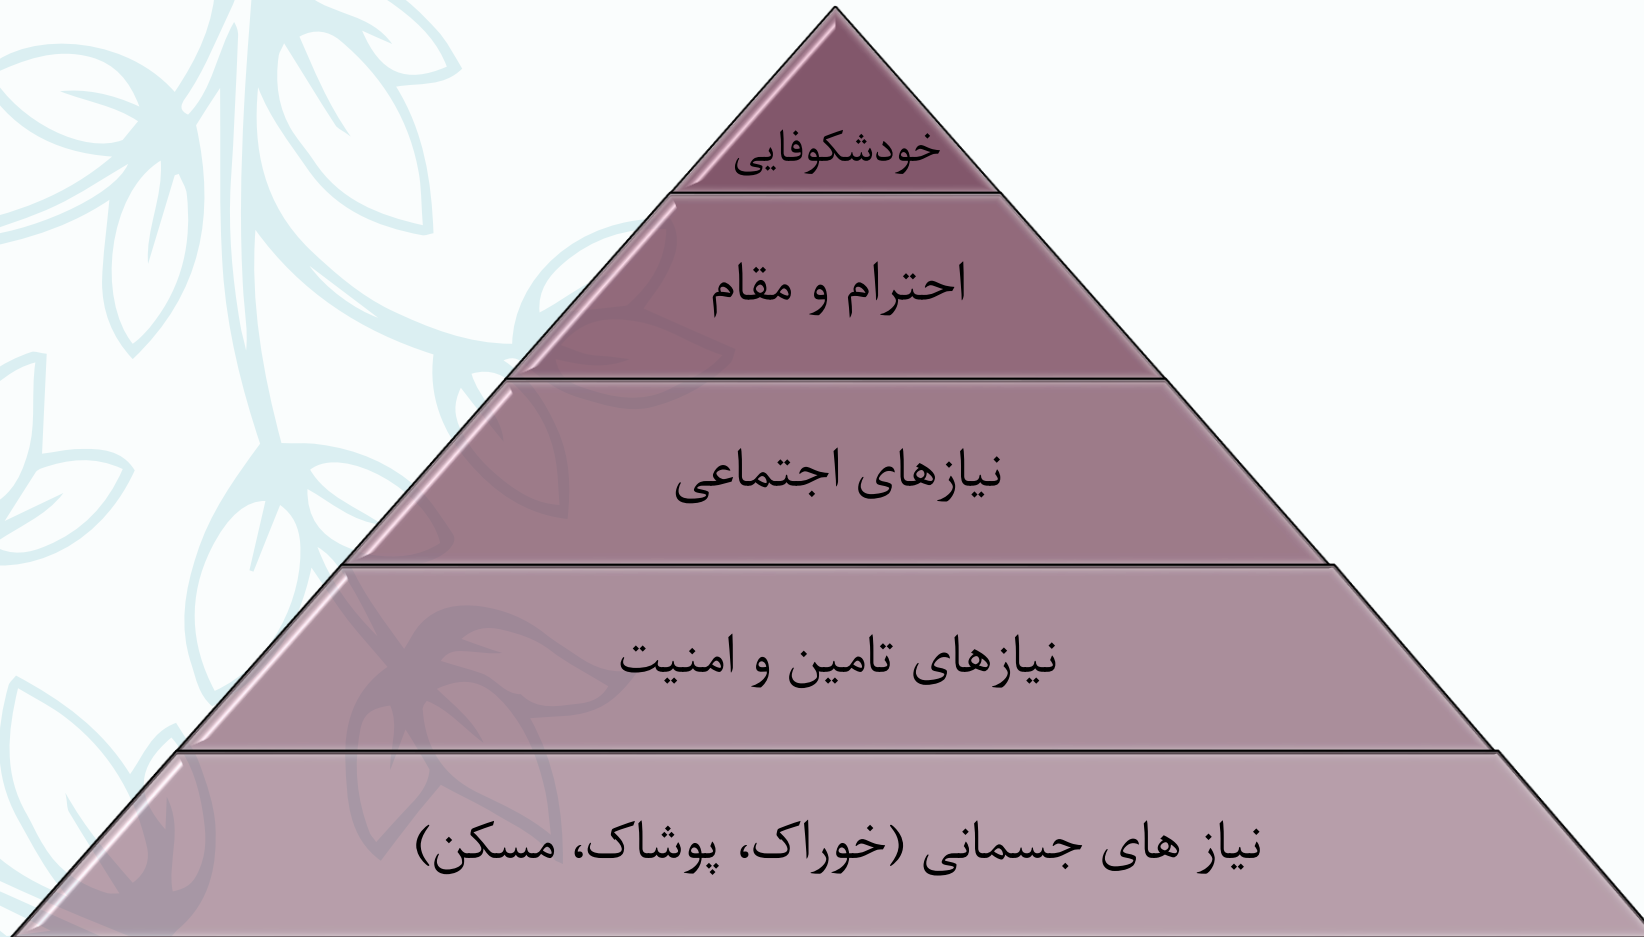 خودشکوفایی
احترام و مقام
نیازهای اجتماعی
نیازهای تامین و امنیت
نیاز های جسمانی (خوراک، پوشاک، مسکن)